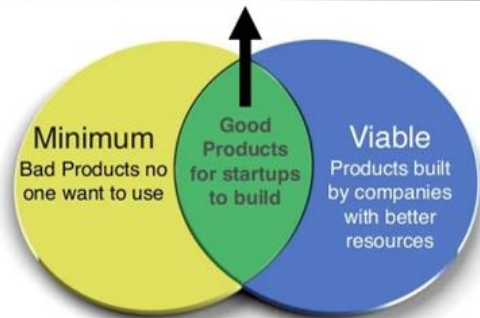 Minimum
Bad Products no
one want to use
Good
Products
for startups
to build
Viable
Products built
by companies
with better
resources